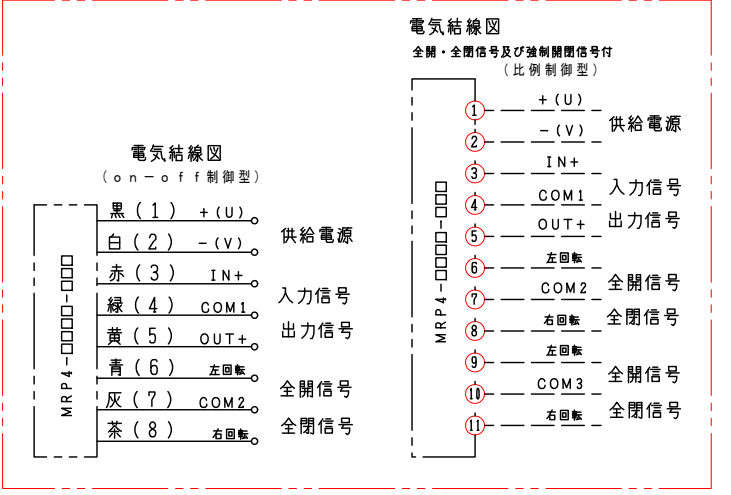 電気結線図
(on-off制御型)
MRP4-□□□□-□□□
黒(1) +(U)
白(2) -(V)
供給電源
赤(3) IN+
緑(4) COM1
入力信号
黄(5) OUT+
出力信号
青(6) 左回転
灰(7) COM2
全開信号
茶(8) 右回転
全閉信号
電気結線図
全開・全閉信号及び強制開閉信号付
(比例制御型)
MRP4-□□□□-□□□
1 +(U)
2 -(V)
供給電源
3 IN+
4 COM1
入力信号
5 OUT+
出力信号
6 左回転
7 COM2
全開信号
8 右回転
全閉信号
9 左回転
10 COM3
全開信号
11 右回転
全閉信号